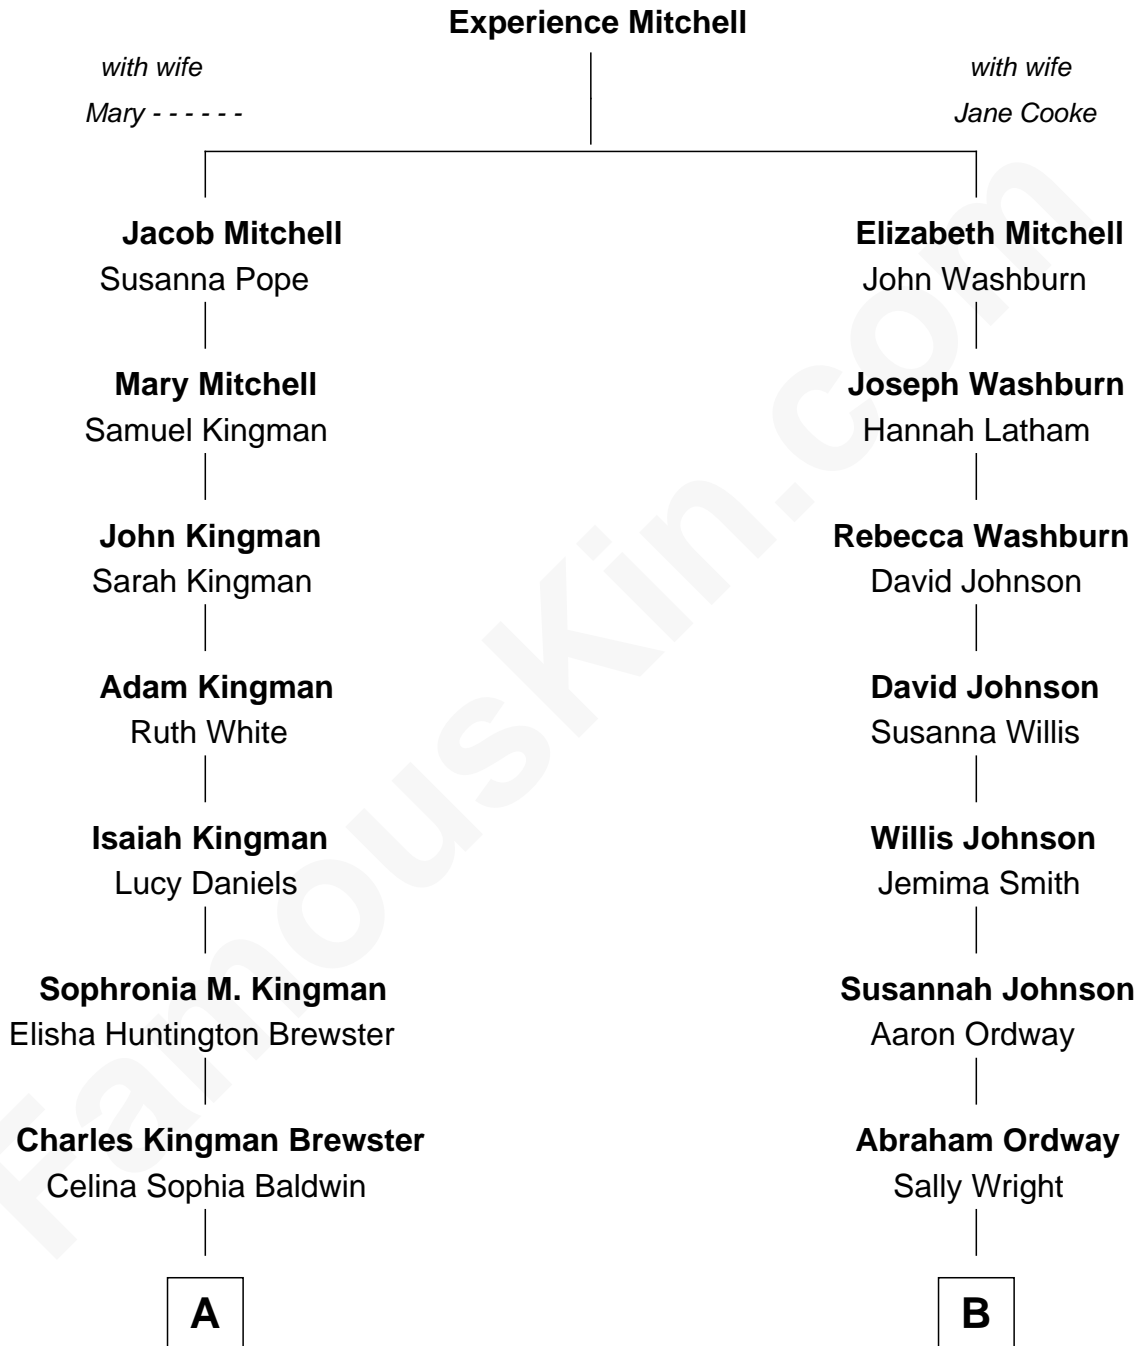 Experience Mitchell
with wife
Mary - - - - - -
with wife
Jane Cooke
Jacob Mitchell
Susanna Pope
Elizabeth Mitchell
John Washburn
Mary Mitchell
Samuel Kingman
Joseph Washburn
Hannah Latham
John Kingman
Sarah Kingman
Rebecca Washburn
David Johnson
Adam Kingman
Ruth White
David Johnson
Susanna Willis
Isaiah Kingman
Lucy Daniels
Willis Johnson
Jemima Smith
Sophronia M. Kingman
Elisha Huntington Brewster
Susannah Johnson
Aaron Ordway
Charles Kingman Brewster
Celina Sophia Baldwin
Abraham Ordway
Sally Wright
A
B
FamousKin.com